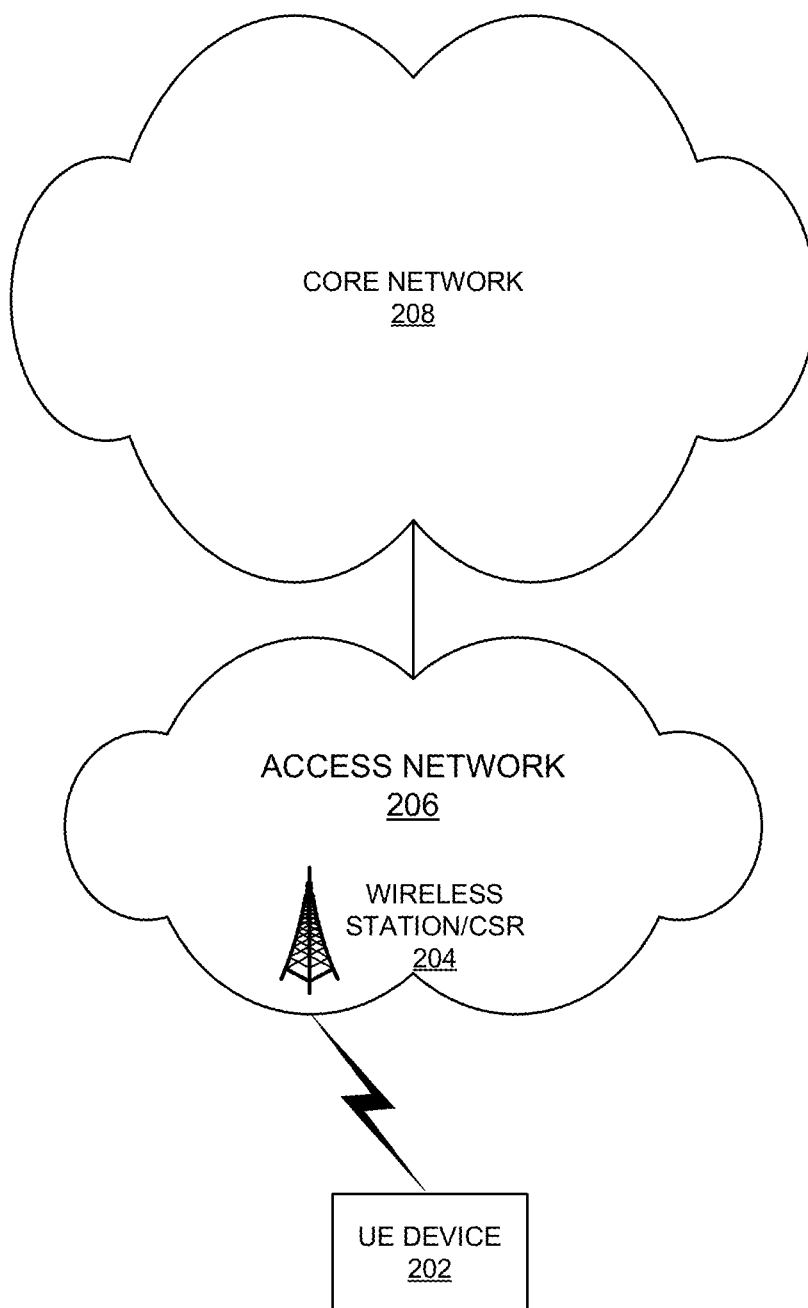 CORE NETWORK
208
ACCESS NETWORK
206
WIRELESS
STATION/CSR
204
UE DEVICE
202